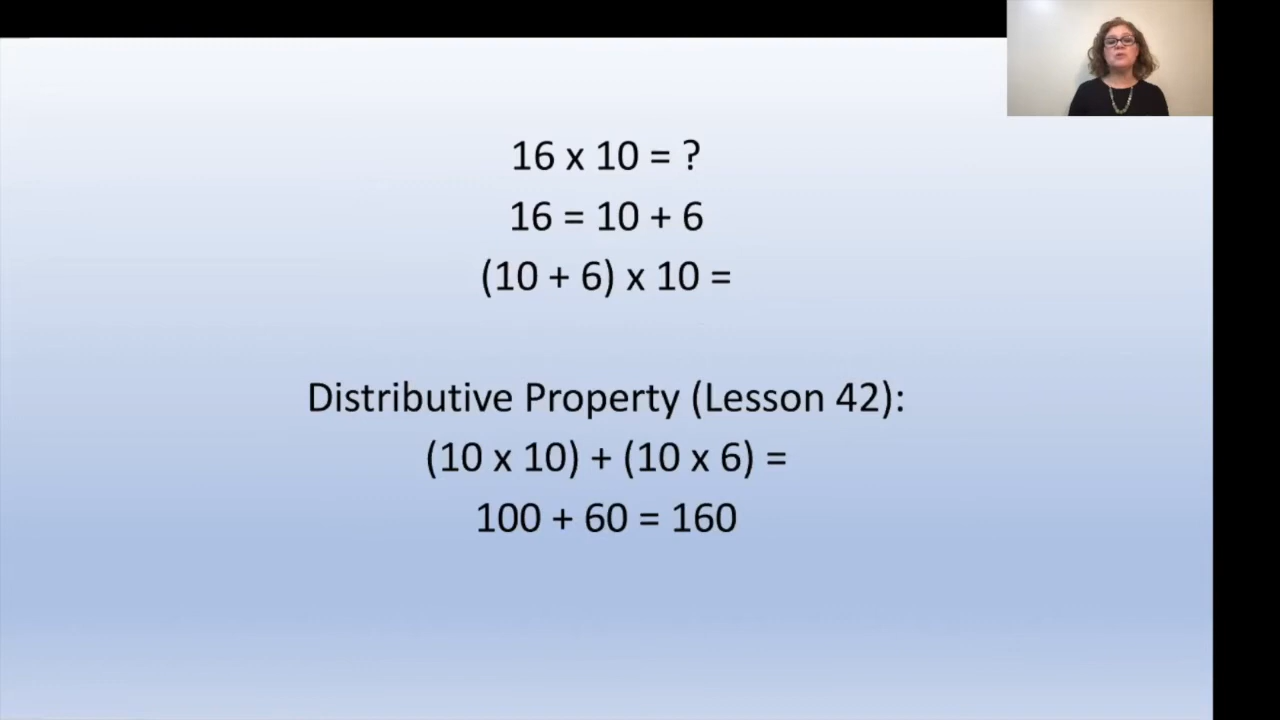 16 x 10 = ?
16 = 10 + 6
(10 + 6) x 10 =
Distributive Property (Lesson 42):
(10 x 10) + (10 x 6) =
100 + 60 = 160